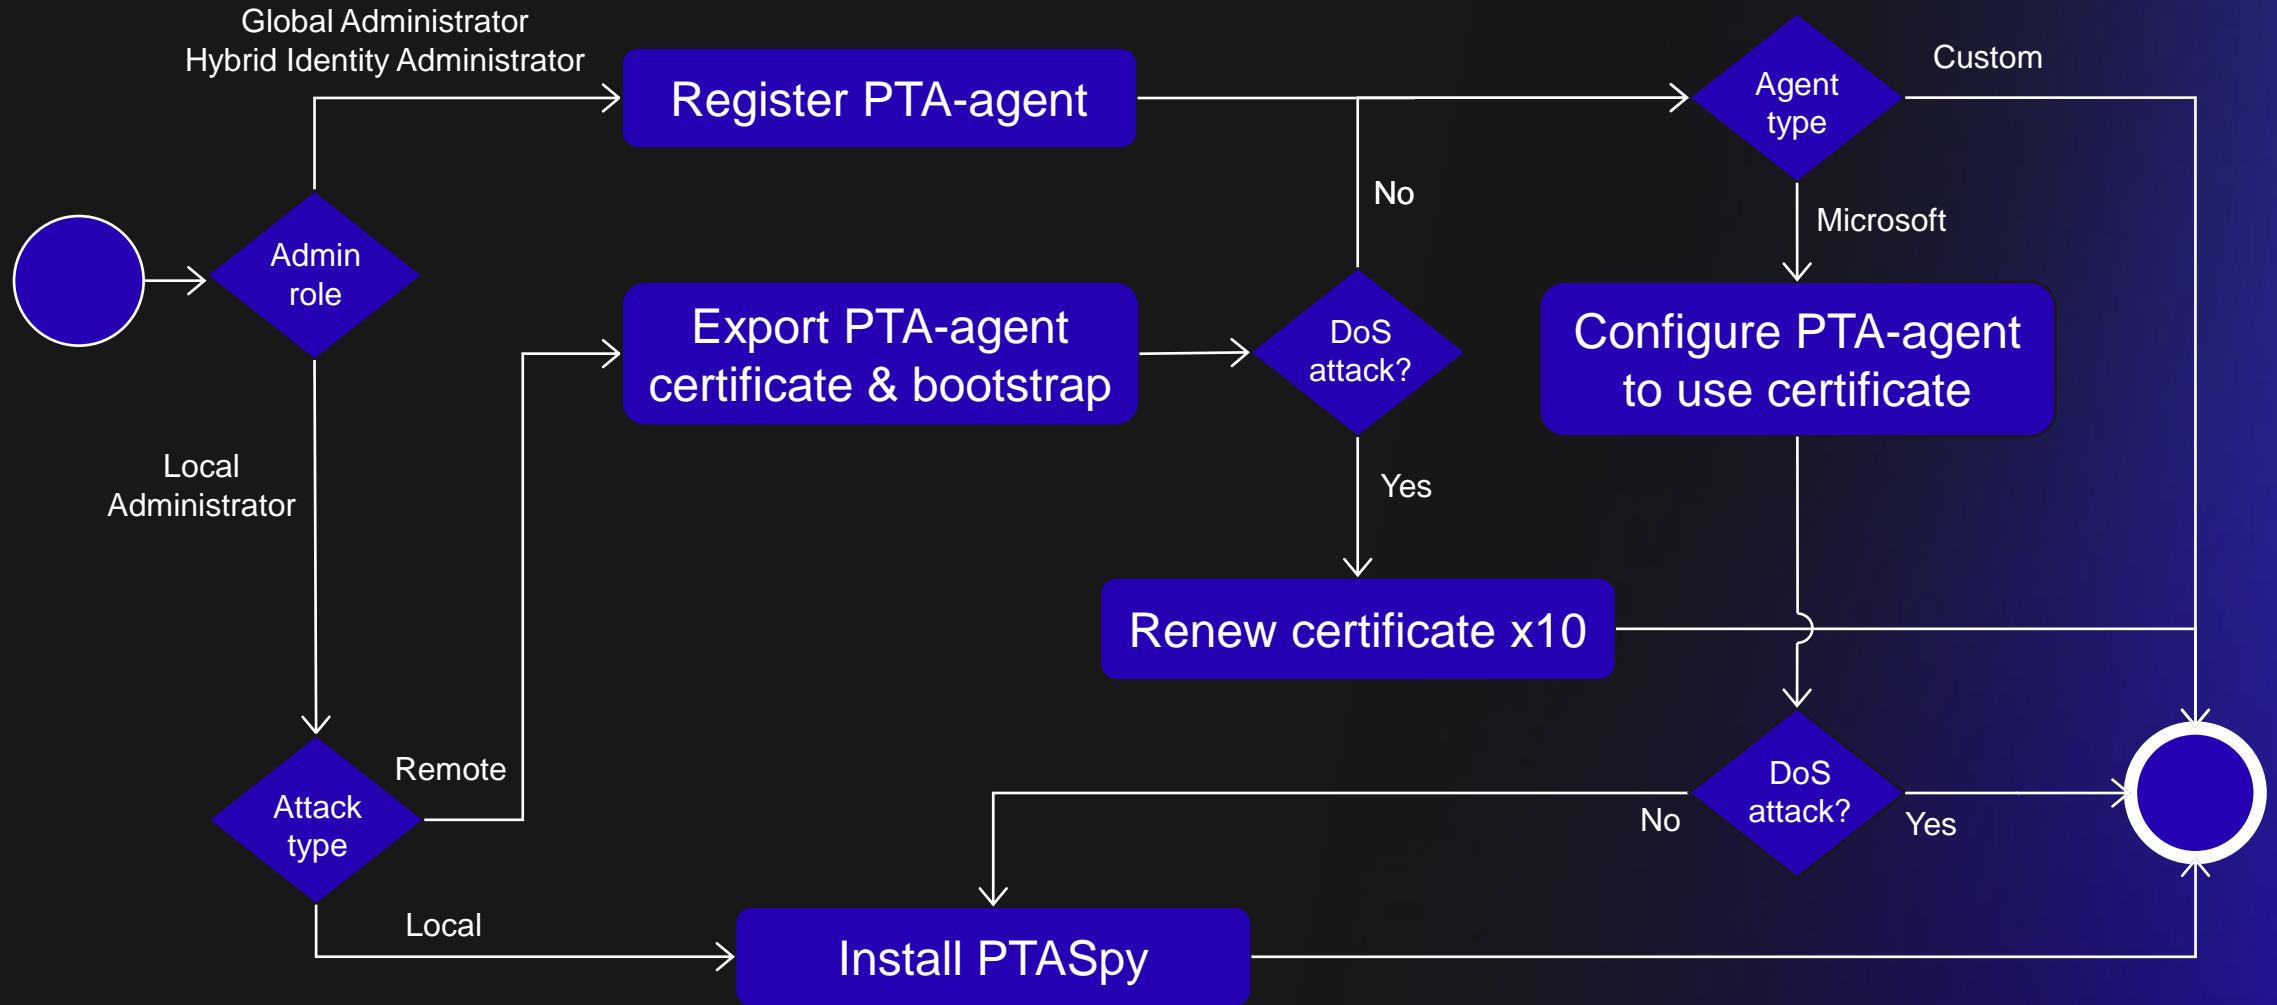 Global Administrator
Hybrid Identity Administrator
Register PTA-agent
Agent
type
Custom
No
Microsoft
Admin
role
Export PTA-agent
certificate & bootstrap
DoS
attack?
Configure PTA-agent
to use certificate
Local
Administrator
Yes
Renew certificate x10
Attack
type
Remote
DoS
attack?
No
Yes
Local
Install PTASpy